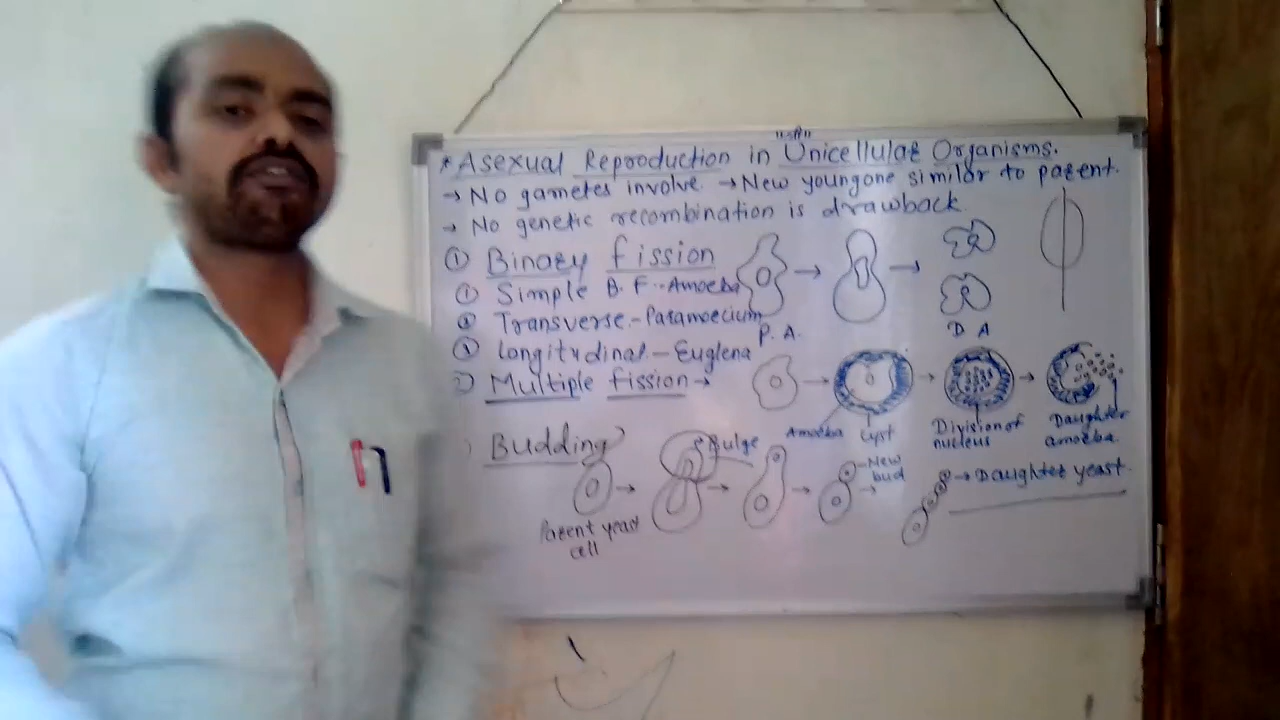 * Asexual Reproduction in Unicellular Organisms.
→ No gametes involve → New youngone similar to parent.
→ No genetic recombination is drawback.
① Binary fission
① Simple B.F.-Amoeba
② Transverse.-Paramoecium
③ Longitudinal - Euglena
P. A.
D A
② Multiple fission →
Amoeba
Cyst
Division of
nucleus
Daughter
amoeba.
Budding
Bulge
New
bud
→ Daughter yeast.
Parent yeast
cell